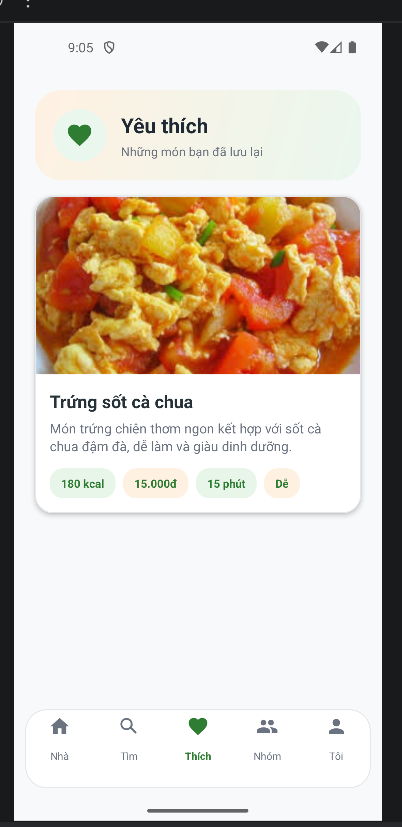 9:05
Yêu thích
Những món bạn đã lưu lại
Trứng sốt cà chua
Món trứng chiên thơm ngon kết hợp với sốt cà
chua đậm đà, dễ làm và giàu dinh dưỡng.
180 kcal 15.000đ 15 phút Dễ
Nhà Tìm Thích Nhóm Tôi